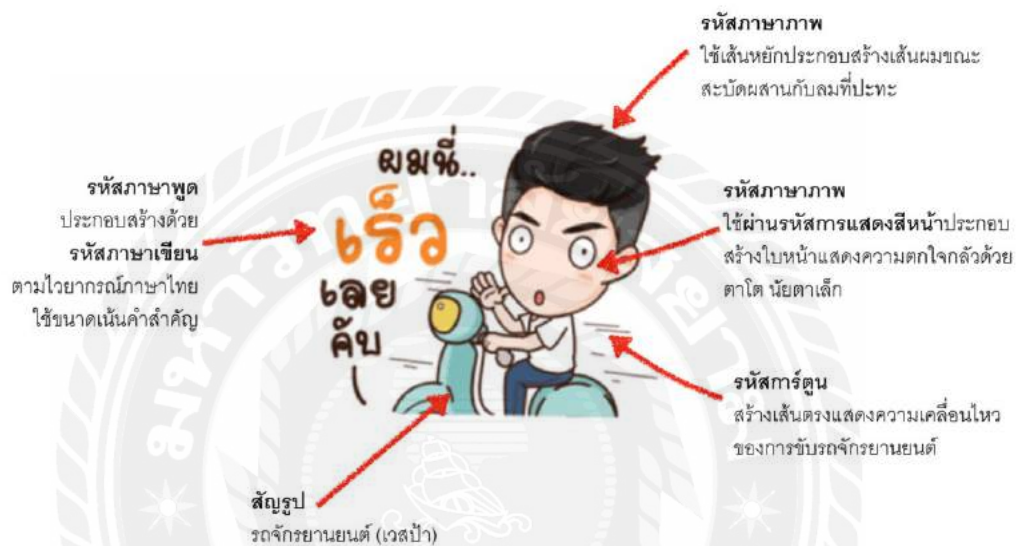 รหัสภาษาภาพ
ใช้เส้นหยักประกอบสร้างเส้นผมขณะ
สะบัดผสานกับลมที่ปะทะ
ผมนี่..
เร็ว
เลย
คับ
รหัสภาษาพูด
ประกอบสร้างด้วย
รหัสภาษาเขียน
ตามไวยากรณ์ภาษาไทย
ใช้ขนาดเน้นคำสำคัญ
รหัสภาษาภาพ
ใช้ผ่านรหัสการแสดงสีหน้าประกอบ
สร้างใบหน้าแสดงความตกใจกลัวด้วย
ตาโต นัยตาเล็ก
รหัสการ์ตูน
สร้างเส้นตรงแสดงความเคลื่อนไหว
ของการขับรถจักรยานยนต์
สัญรูป
รถจักรยานยนต์ (เวสป้า)